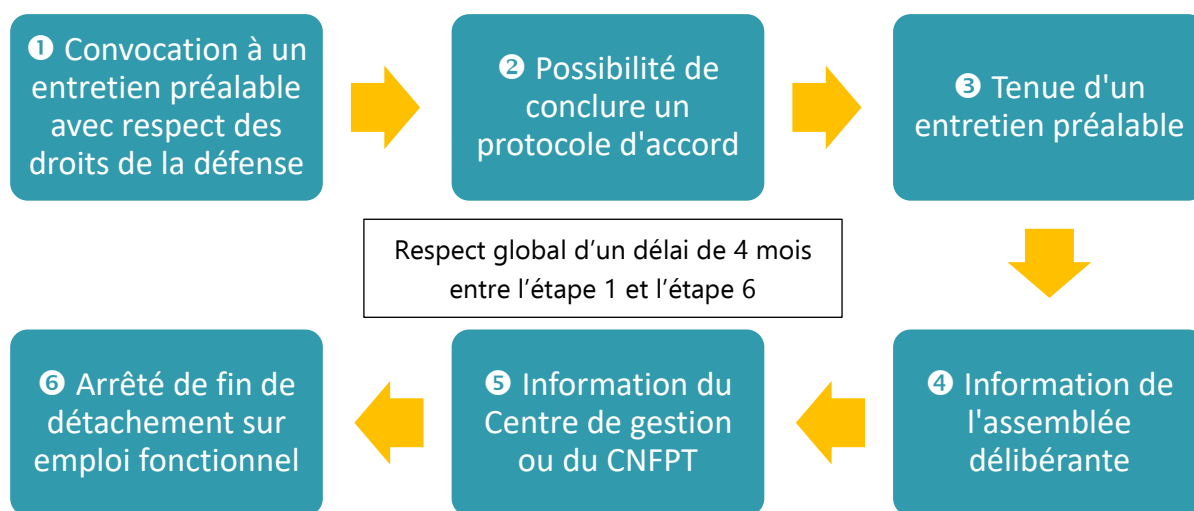 ❶ Convocation à un
entretien préalable
avec respect des
droits de la défense
❷ Possibilité de
conclure un
protocole d'accord
❸ Tenue d'un
entretien préalable
Respect global d’un délai de 4 mois
entre l’étape 1 et l’étape 6
❹ Information de
l'assemblée
délibérante
❺ Information du
Centre de gestion
ou du CNFPT
❻ Arrêté de fin de
détachement sur
emploi fonctionnel